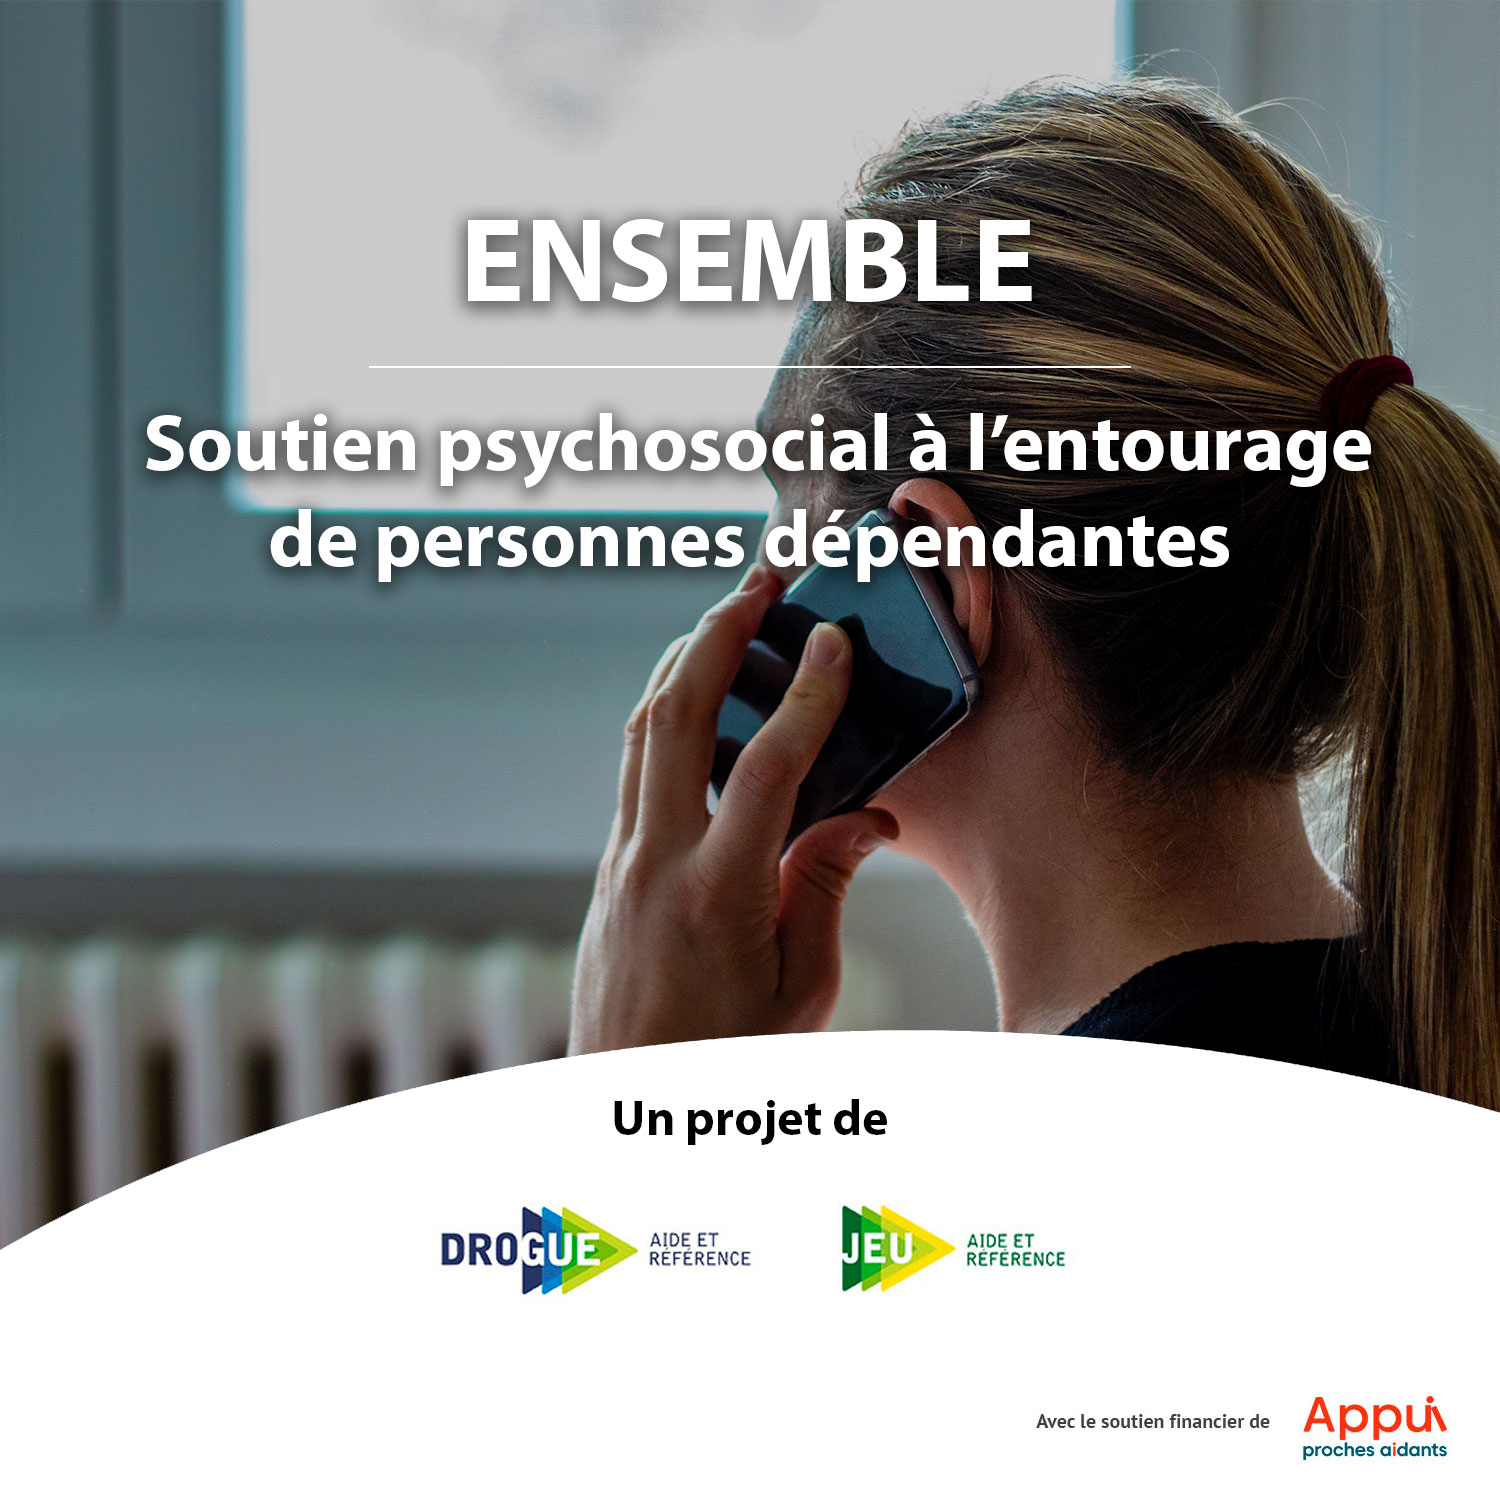 ENSEMBLE
Soutien psychosocial à l’entourage
de personnes dépendantes
Un projet de
DROGUE
AIDE ET
RÉFÉRENCE
JEU
AIDE ET
RÉFÉRENCE
Avec le soutien financier de
Appui
proches aidants